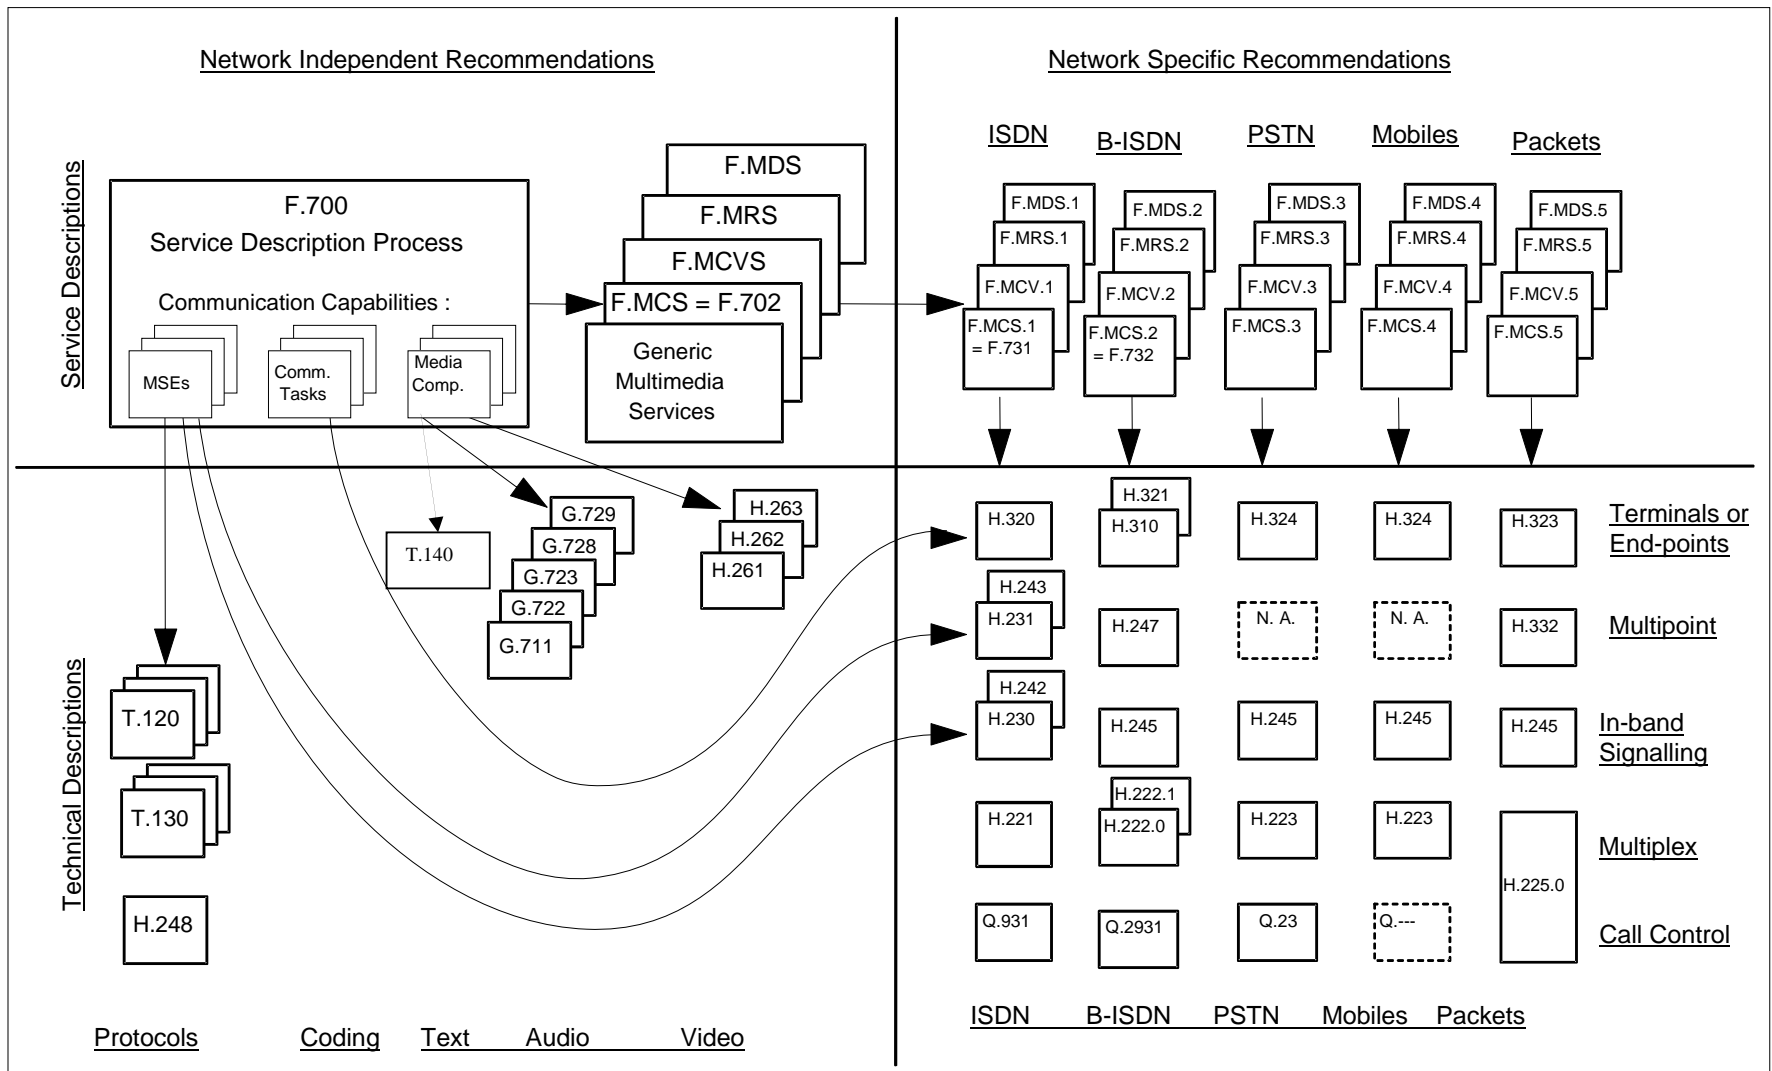 Network Independent Recommendations
Network Specific Recommendations
Service Descriptions
F.700
Service Description Process
Communication Capabilities :
MSEs
Comm.
Tasks
Media
Comp.
F.MDS
F.MRS
F.MCVS
F.MCS = F.702
Generic
Multimedia
Services
ISDN
B-ISDN
PSTN
Mobiles
Packets
F.MDS.1
F.MRS.1
F.MCV.1
F.MCS.1
= F.731
F.MDS.2
F.MRS.2
F.MCV.2
F.MCS.2
= F.732
F.MDS.3
F.MRS.3
F.MCV.3
F.MCS.3
F.MDS.4
F.MRS.4
F.MCV.4
F.MCS.4
F.MDS.5
F.MRS.5
F.MCV.5
F.MCS.5
Technical Descriptions
T.120
T.130
H.248
T.140
G.729
G.728
G.723
G.722
G.711
H.263
H.262
H.261
H.320
H.321
H.310
H.324
H.324
H.323
Terminals or
End-points
H.243
H.231
H.247
N. A.
N. A.
H.332
Multipoint
H.242
H.230
H.245
H.245
H.245
H.245
In-band
Signalling
H.221
H.222.1
H.222.0
H.223
H.223
Multiplex
H.225.0
Q.931
Q.2931
Q.23
Q.---
Call Control
Protocols
Coding Text Audio Video
ISDN B-ISDN PSTN Mobiles Packets